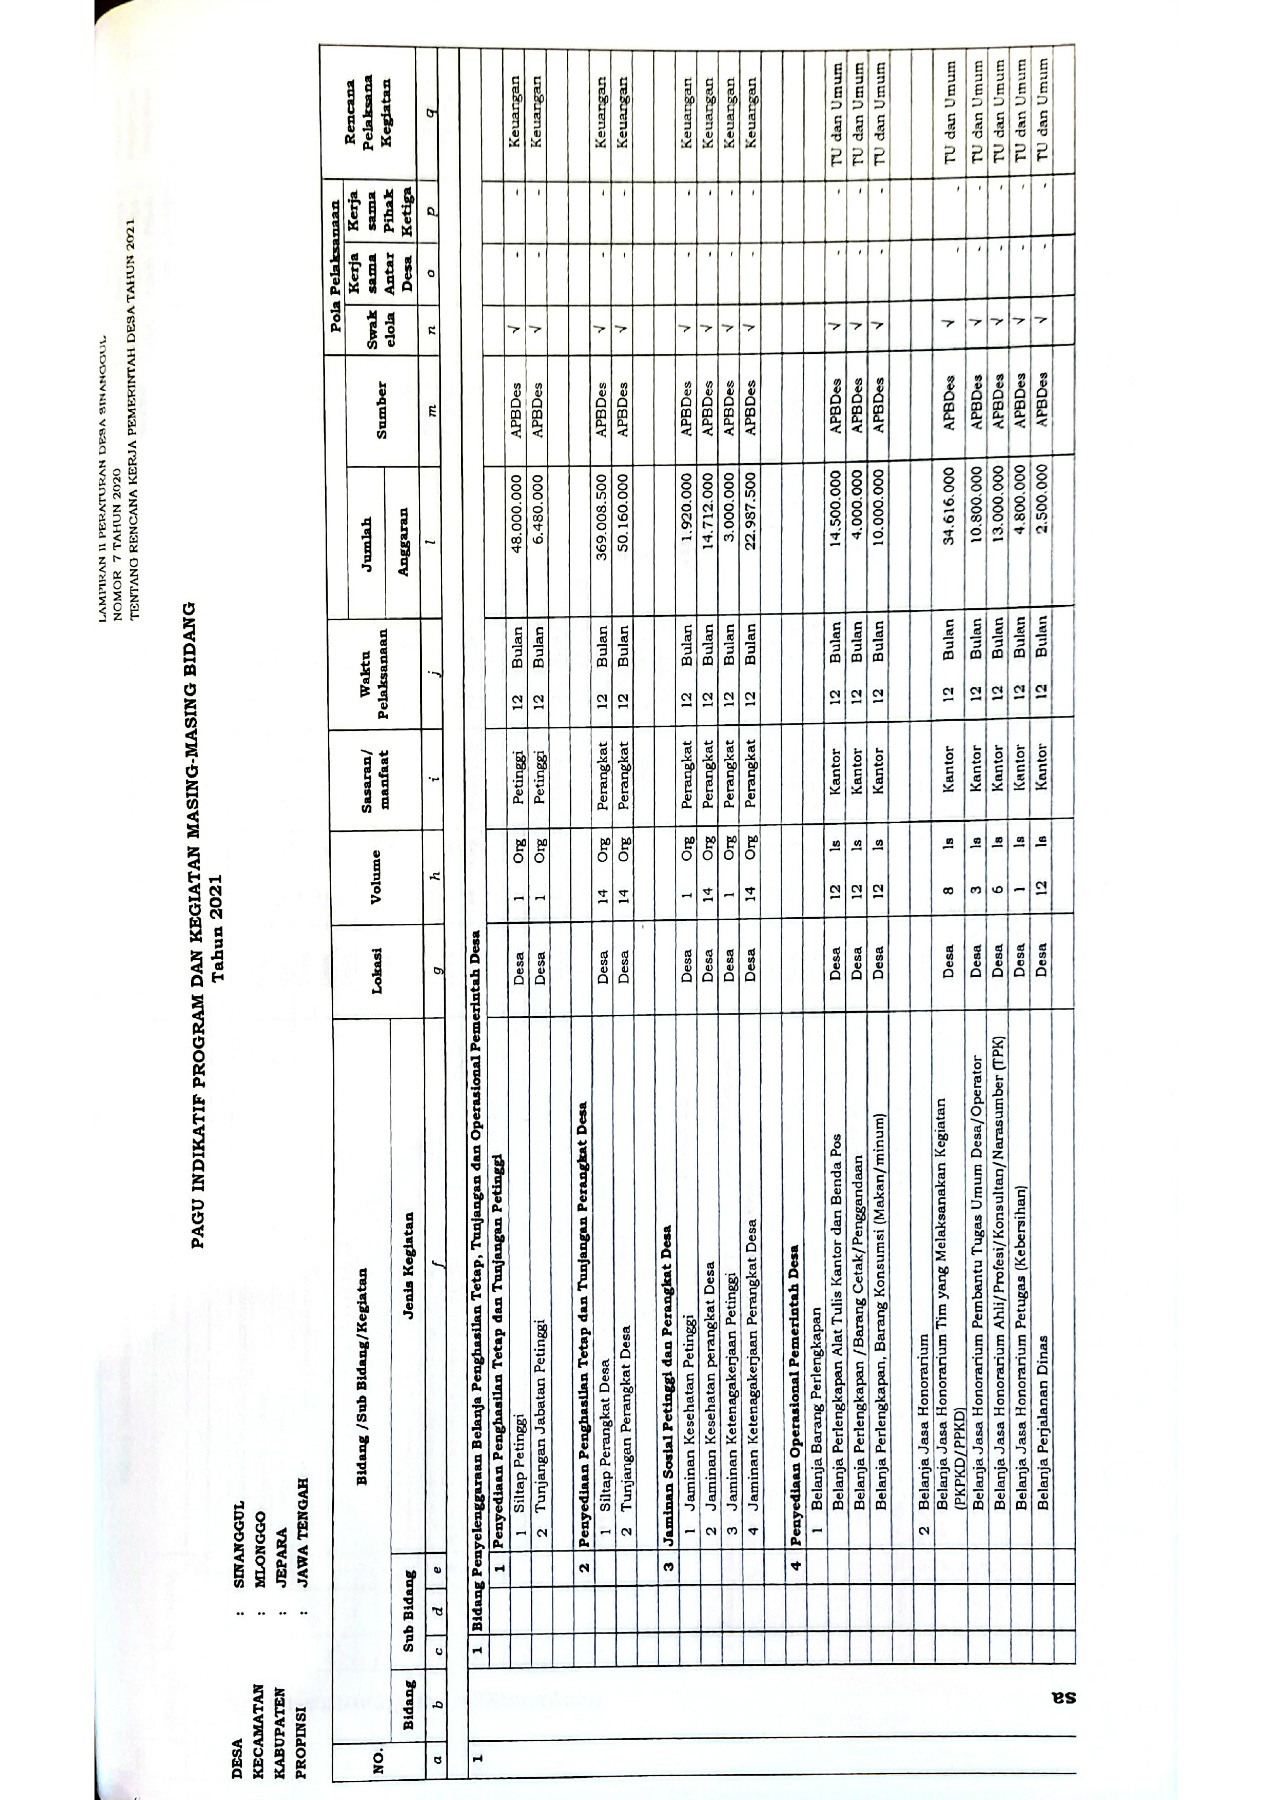 LAMPIRAN II PERATURAN DESA SINANGGUL
NOMOR 7 TAHUN 2020
TENTANG RENCANA KERJA PEMERINTAH DESA TAHUN 2021
PAGU INDIKATIF PROGRAM DAN KEGIATAN MASING-MASING BIDANG
Tahun 2021
DESA : SINANGGUL
KECAMATAN : MLONGGO
KABUPATEN : JEPARA
PROPINSI : JAWA TENGAH
NO. Bidang /Sub Bidang/Kegiatan Lokasi Volume Sasaran/ manfaat Waktu Pelaksanaan Jumlah Anggaran Sumber Pola Pelaksanaan Rencana Pelaksana Kegiatan
Bidang Sub Bidang Jenis Kegiatan Swak elola Kerja sama Antar Desa Kerja sama Pihak Ketiga
a b c d e f g h i j l m n o p q
1 1 Bidang Penyelenggaraan Belanja Penghasilan Tetap, Tunjangan dan Operasional Pemerintah Desa
1 Penyediaan Penghasilan Tetap dan Tunjangan Petinggi
1 Siltap Petinggi Desa 1 Org Petinggi 12 Bulan 48.000.000 APBDes √ - - Keuangan
2 Tunjangan Jabatan Petinggi Desa 1 Org Petinggi 12 Bulan 6.480.000 APBDes √ - - Keuangan
2 Penyediaan Penghasilan Tetap dan Tunjangan Perangkat Desa
1 Siltap Perangkat Desa Desa 14 Org Perangkat 12 Bulan 369.008.500 APBDes √ - - Keuangan
2 Tunjangan Perangkat Desa Desa 14 Org Perangkat 12 Bulan 50.160.000 APBDes √ - - Keuangan
3 Jaminan Sosial Petinggi dan Perangkat Desa
1 Jaminan Kesehatan Petinggi Desa 1 Org Perangkat 12 Bulan 1.920.000 APBDes √ - - Keuangan
2 Jaminan Kesehatan perangkat Desa Desa 14 Org Perangkat 12 Bulan 14.712.000 APBDes √ - - Keuangan
3 Jaminan Ketenagakerjaan Petinggi Desa 1 Org Perangkat 12 Bulan 3.000.000 APBDes √ - - Keuangan
4 Jaminan Ketenagakerjaan Perangkat Desa Desa 14 Org Perangkat 12 Bulan 22.987.500 APBDes √ - - Keuangan
4 Penyediaan Operasional Pemerintah Desa
1 Belanja Barang Perlengkapan
Belanja Perlengkapan Alat Tulis Kantor dan Benda Pos Desa 12 ls Kantor 12 Bulan 14.500.000 APBDes √ - - TU dan Umum
Belanja Perlengkapan /Barang Cetak/Penggandaan Desa 12 ls Kantor 12 Bulan 4.000.000 APBDes √ - - TU dan Umum
Belanja Perlengkapan, Barang Konsumsi (Makan/minum) Desa 12 ls Kantor 12 Bulan 10.000.000 APBDes √ - - TU dan Umum
2 Belanja Jasa Honorarium
Belanja Jasa Honorarium Tim yang Melaksanakan Kegiatan Desa 8 ls Kantor 12 Bulan 34.616.000 APBDes √ - - TU dan Umum
(PKPKD/PPKD)
Belanja Jasa Honorarium Pembantu Tugas Umum Desa/Operator Desa 3 ls Kantor 12 Bulan 10.800.000 APBDes √ - - TU dan Umum
Belanja Jasa Honorarium Ahli/Profesi/Konsultan/Narasumber (TPK) Desa 6 ls Kantor 12 Bulan 13.000.000 APBDes √ - - TU dan Umum
Belanja Jasa Honorarium Petugas (Kebersihan) Desa 1 ls Kantor 12 Bulan 4.800.000 APBDes √ - - TU dan Umum
Belanja Perjalanan Dinas Desa 12 ls Kantor 12 Bulan 2.500.000 APBDes √ - - TU dan Umum
sa